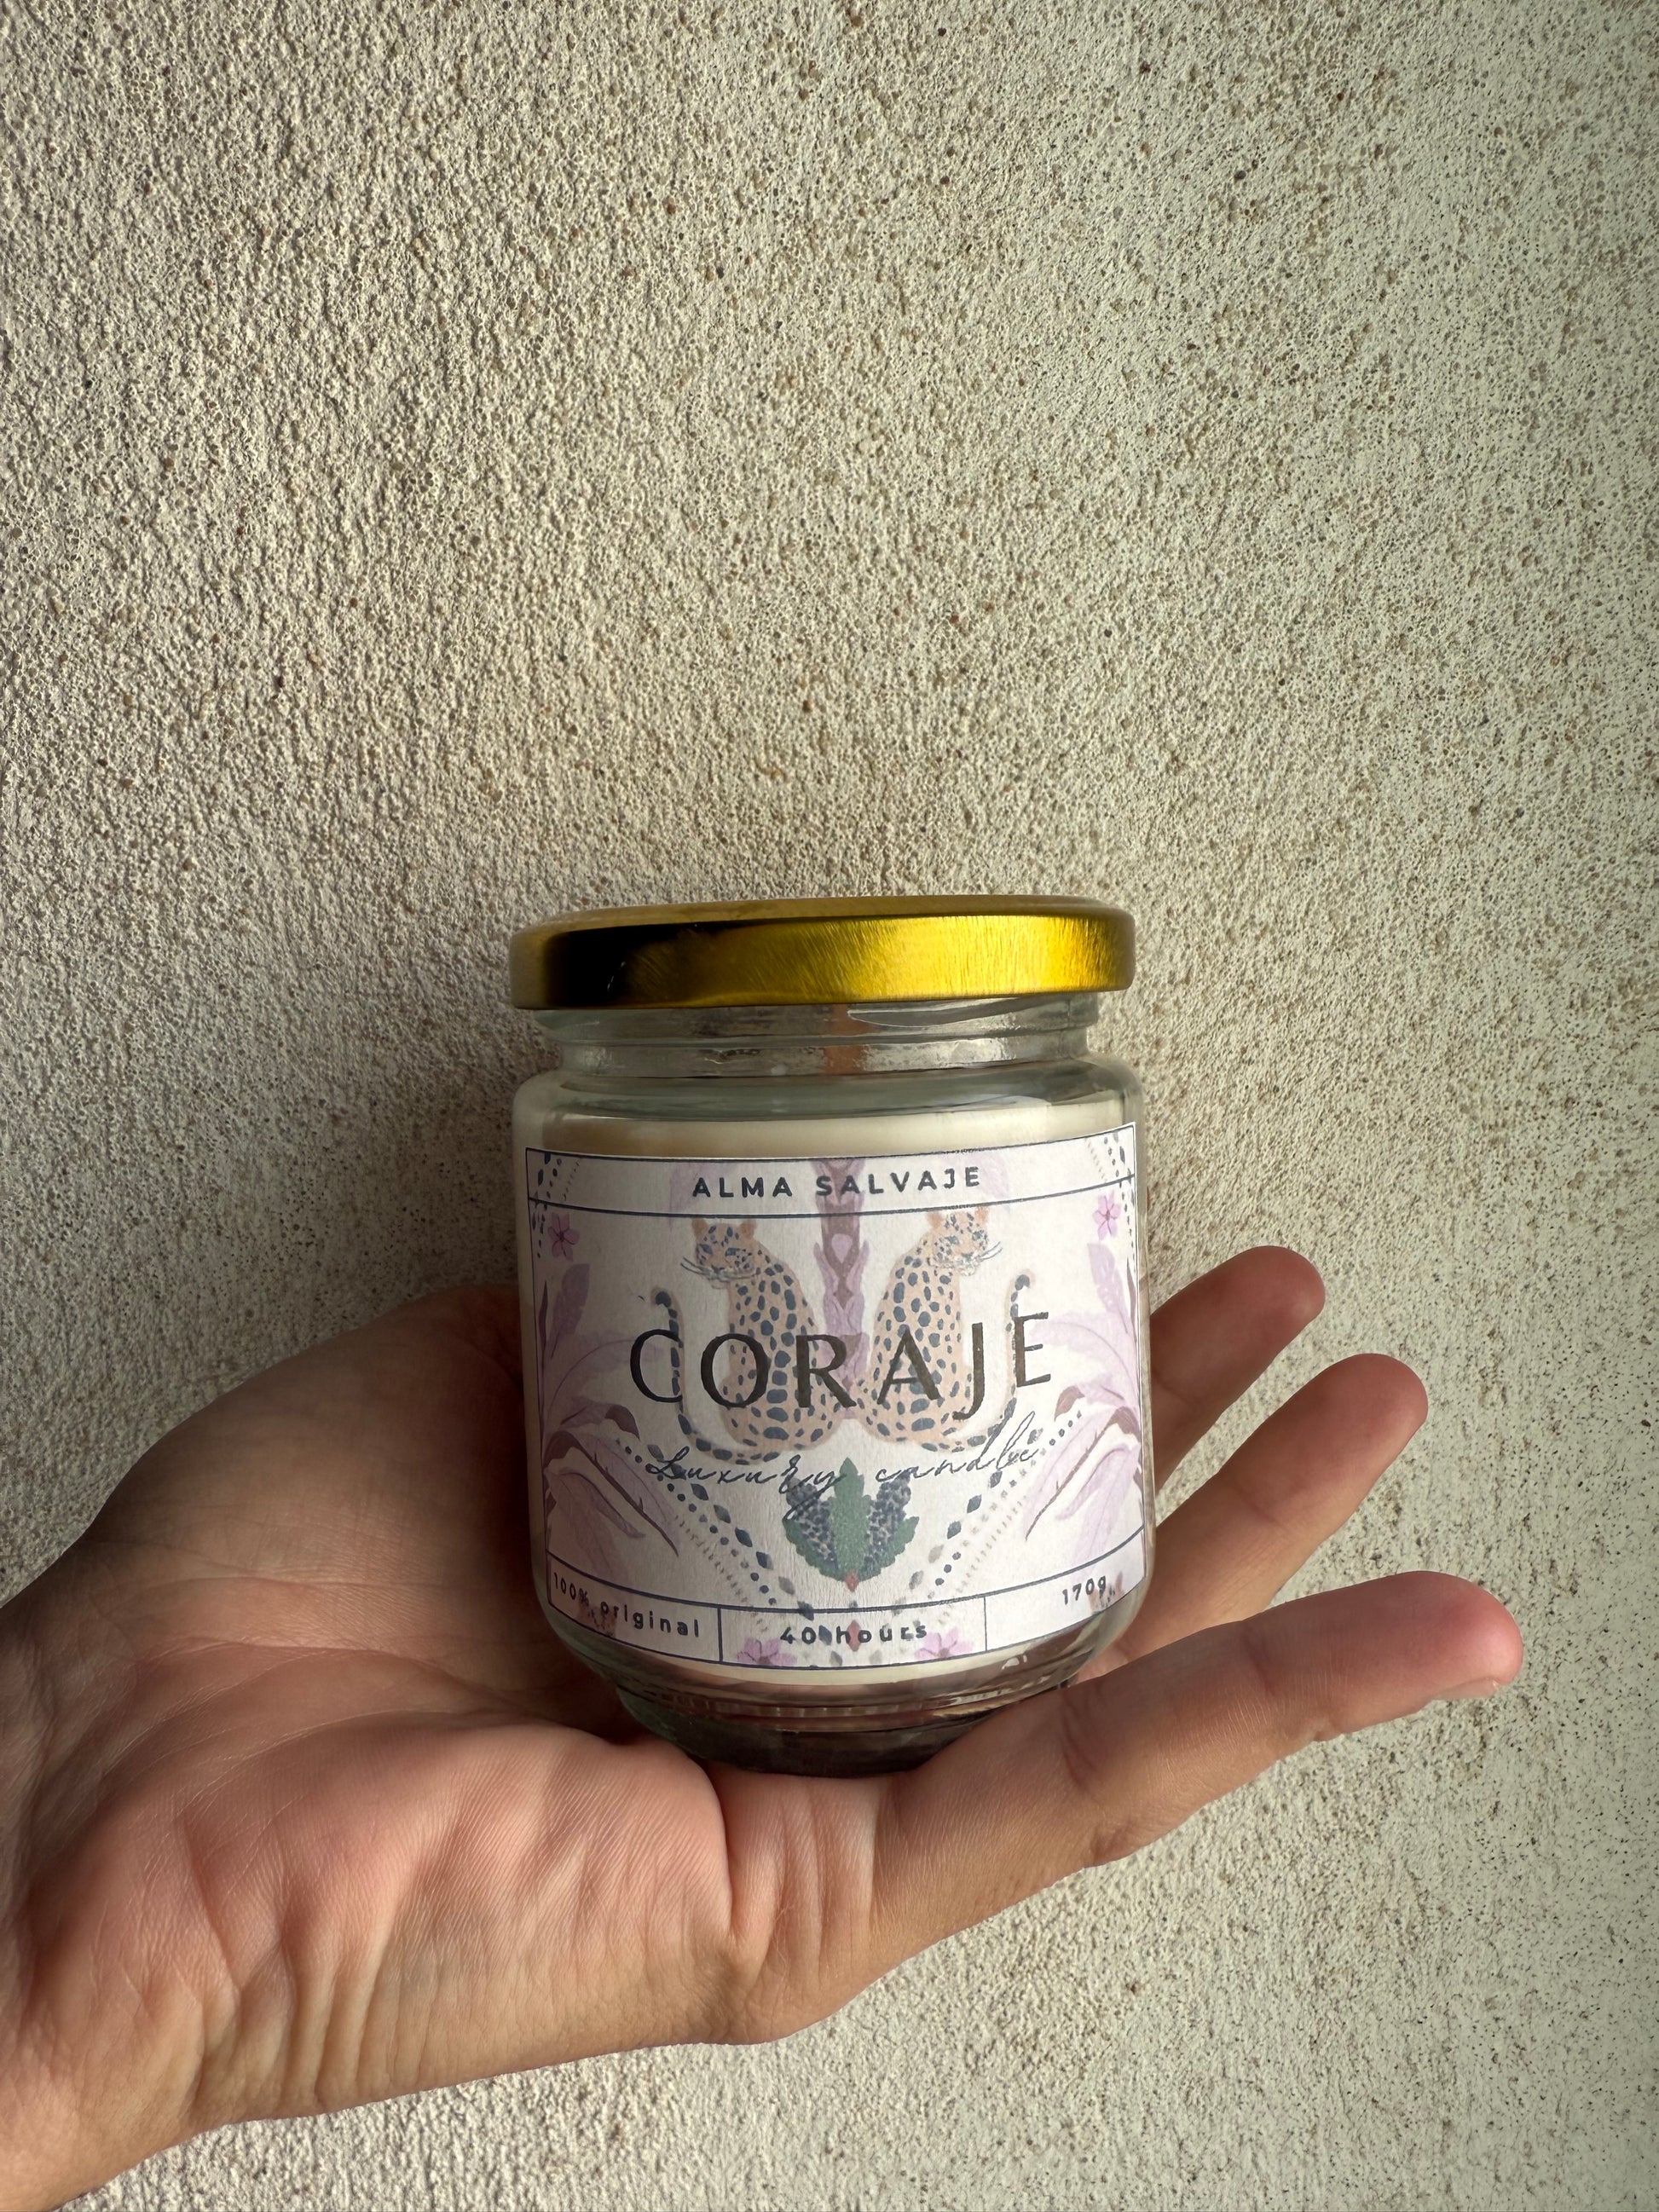 ALMA SALVAJE
CORAJE
Luxury candle
100% original
40 hours
170g